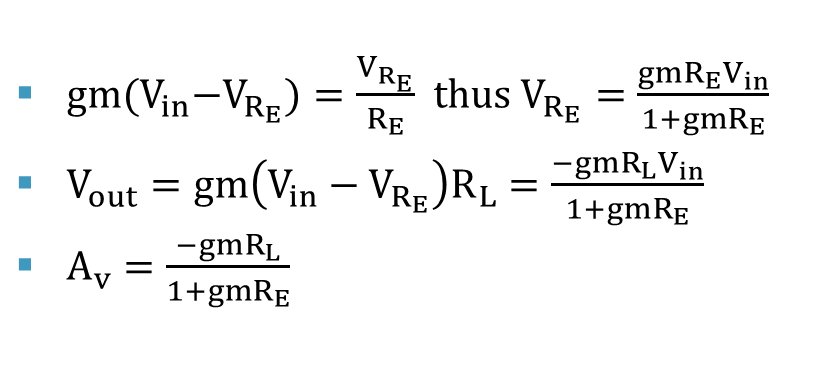 ▪ gm(V_in−V_{R_E}) = V_{R_E}/R_E thus V_{R_E} = gmR_EV_in/(1+gmR_E)
▪ V_out = gm(V_in − V_{R_E})R_L = −gmR_LV_in/(1+gmR_E)
▪ A_v = −gmR_L/(1+gmR_E)